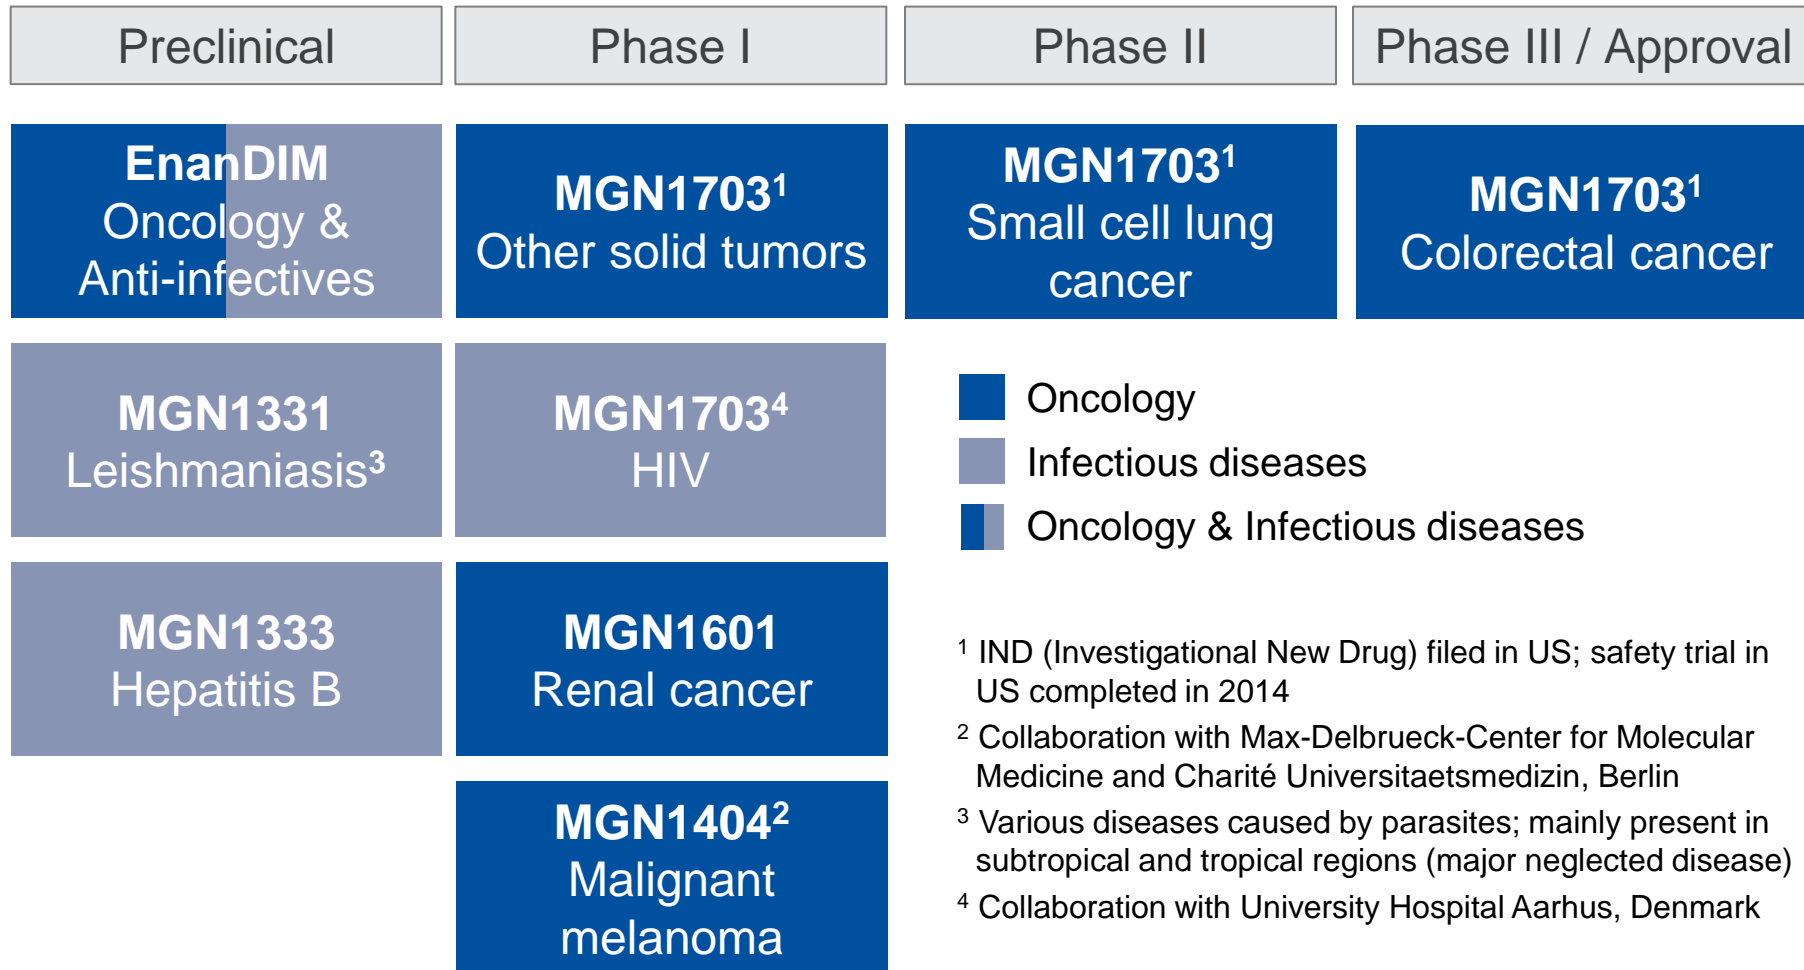 Preclinical
Phase I
Phase II
Phase III / Approval
EnanDIM
Oncology &
Anti-infectives
MGN1703¹
Other solid tumors
MGN1703¹
Small cell lung
cancer
MGN1703¹
Colorectal cancer
MGN1331
Leishmaniasis³
MGN1703⁴
HIV
Oncology
Infectious diseases
Oncology & Infectious diseases
MGN1333
Hepatitis B
MGN1601
Renal cancer
MGN1404²
Malignant
melanoma
¹ IND (Investigational New Drug) filed in US; safety trial in
US completed in 2014
² Collaboration with Max-Delbrueck-Center for Molecular
Medicine and Charité Universitaetsmedizin, Berlin
³ Various diseases caused by parasites; mainly present in
subtropical and tropical regions (major neglected disease)
⁴ Collaboration with University Hospital Aarhus, Denmark